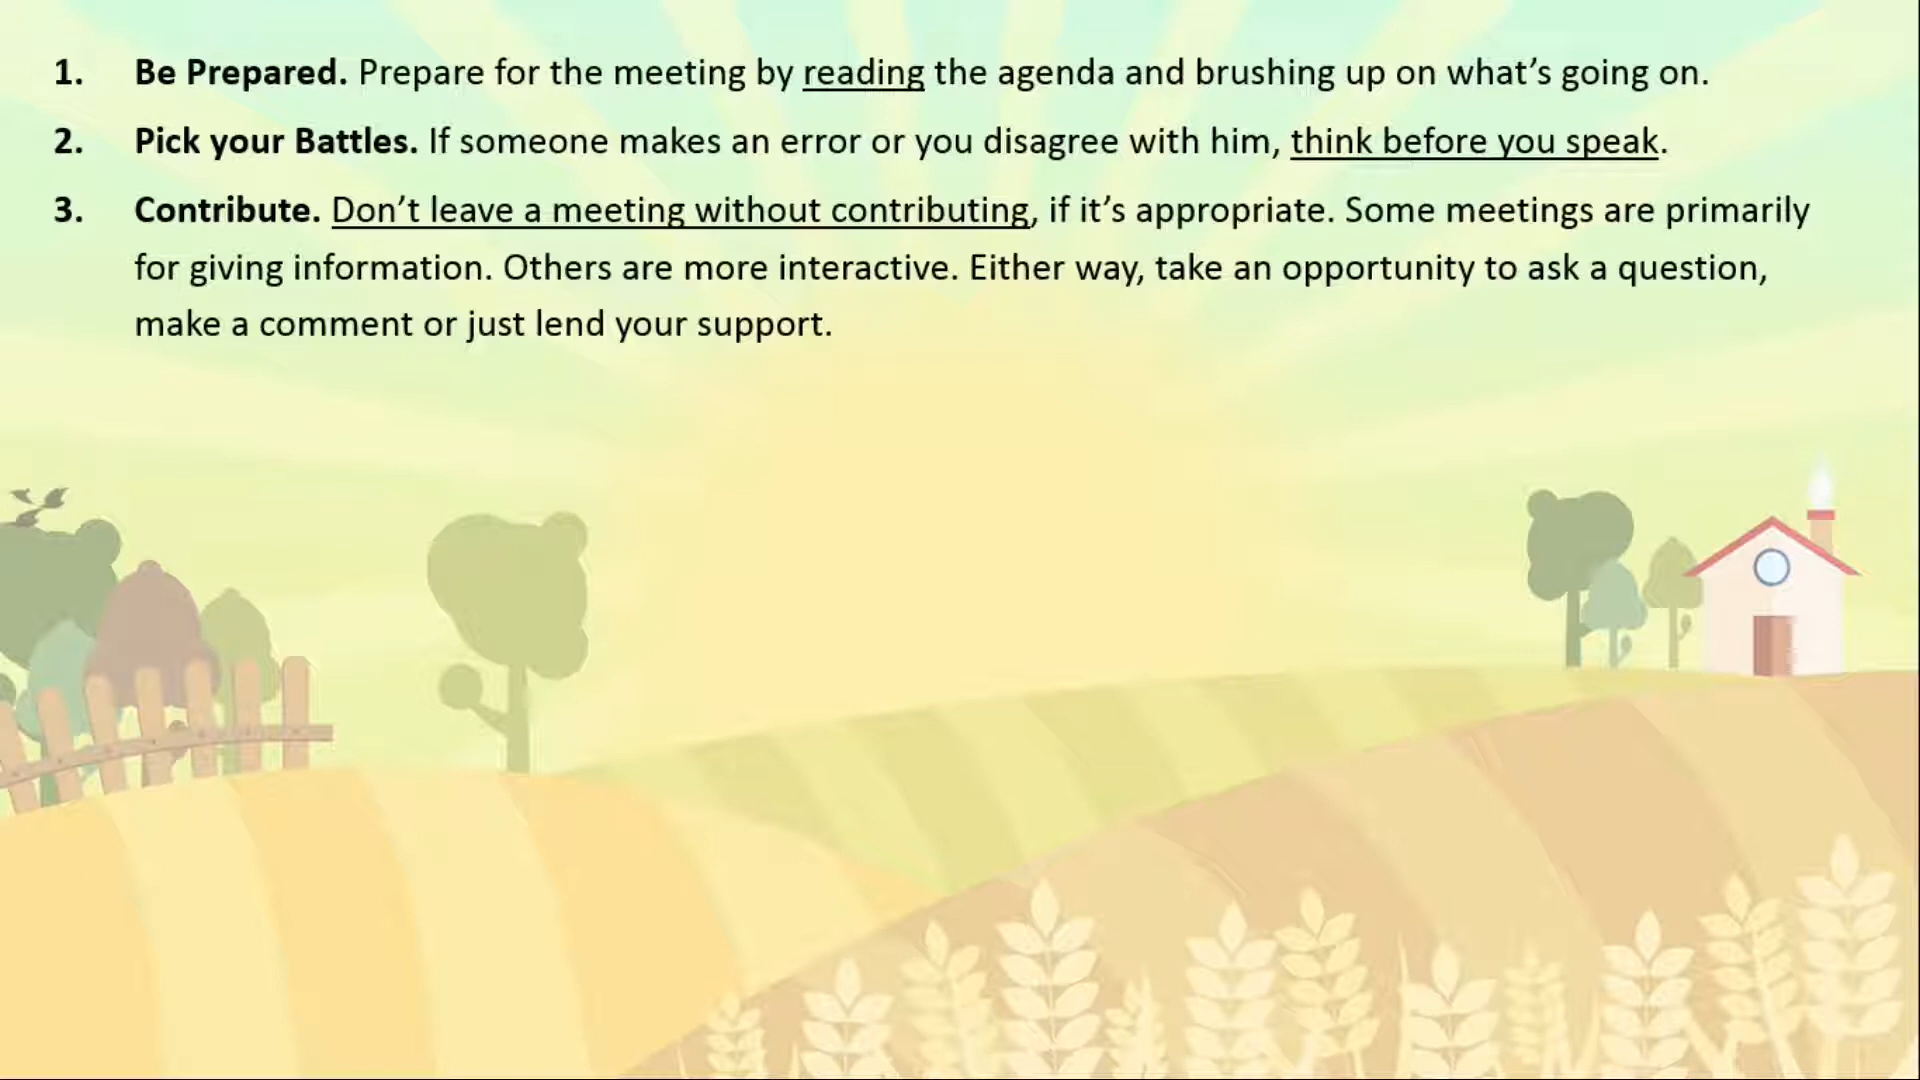 1. Be Prepared. Prepare for the meeting by reading the agenda and brushing up on what’s going on.
2. Pick your Battles. If someone makes an error or you disagree with him, think before you speak.
3. Contribute. Don’t leave a meeting without contributing, if it’s appropriate. Some meetings are primarily
for giving information. Others are more interactive. Either way, take an opportunity to ask a question,
make a comment or just lend your support.